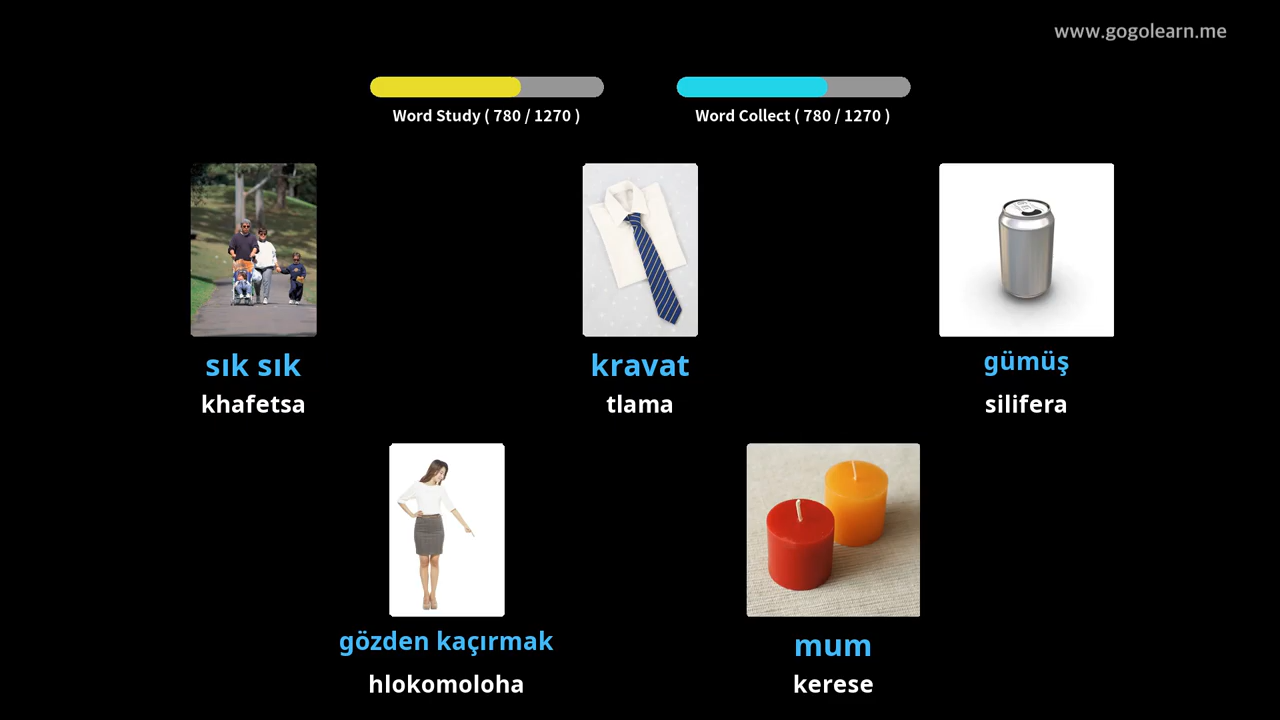 www.gogolearn.me
Word Study ( 780 / 1270 )
Word Collect ( 780 / 1270 )
sık sık
khafetsa
kravat
tlama
gümüş
silifera
gözden kaçırmak
hlokomoloha
mum
kerese